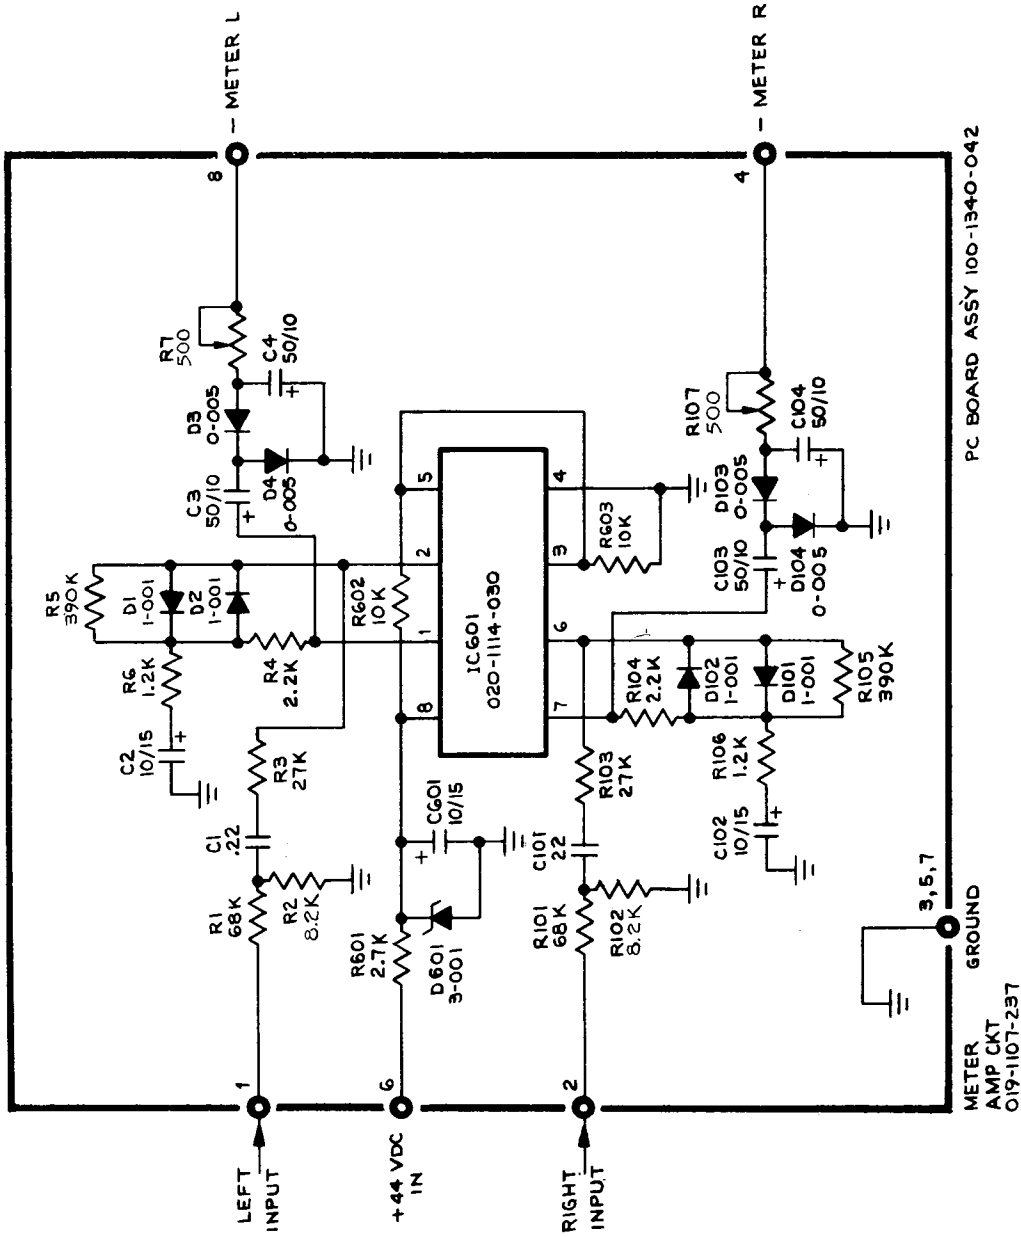 LEFT
INPUT
1
R1
68K
R2
8.2K
C1
.22
R3
27K
C2
10/15
+
R6
1.2K
R5
390K
D1
1-001
D2
1-001
R4
2.2K
C3
50/10
+
D3
0-005
D4
0-005
R7
500
C4
50/10
+
8
- METER L
+44 VDC
IN
6
R601
2.7K
D601
3-001
C601
10/15
+
R602
10K
8
1
2
5
IC601
020-1114-030
7
6
3
4
R603
10K
RIGHT
INPUT
2
R101
68K
R102
8.2K
C101
22
R103
27K
R104
2.2K
D102
1-001
D101
1-001
R105
390K
R106
1.2K
C102
10/15
+
C103
50/10
+
D103
0-005
D104
0-005
R107
500
C104
50/10
+
4
- METER R
3,5,7
GROUND
METER
AMP CKT
019-1107-237
PC BOARD ASSY 100-1340-042